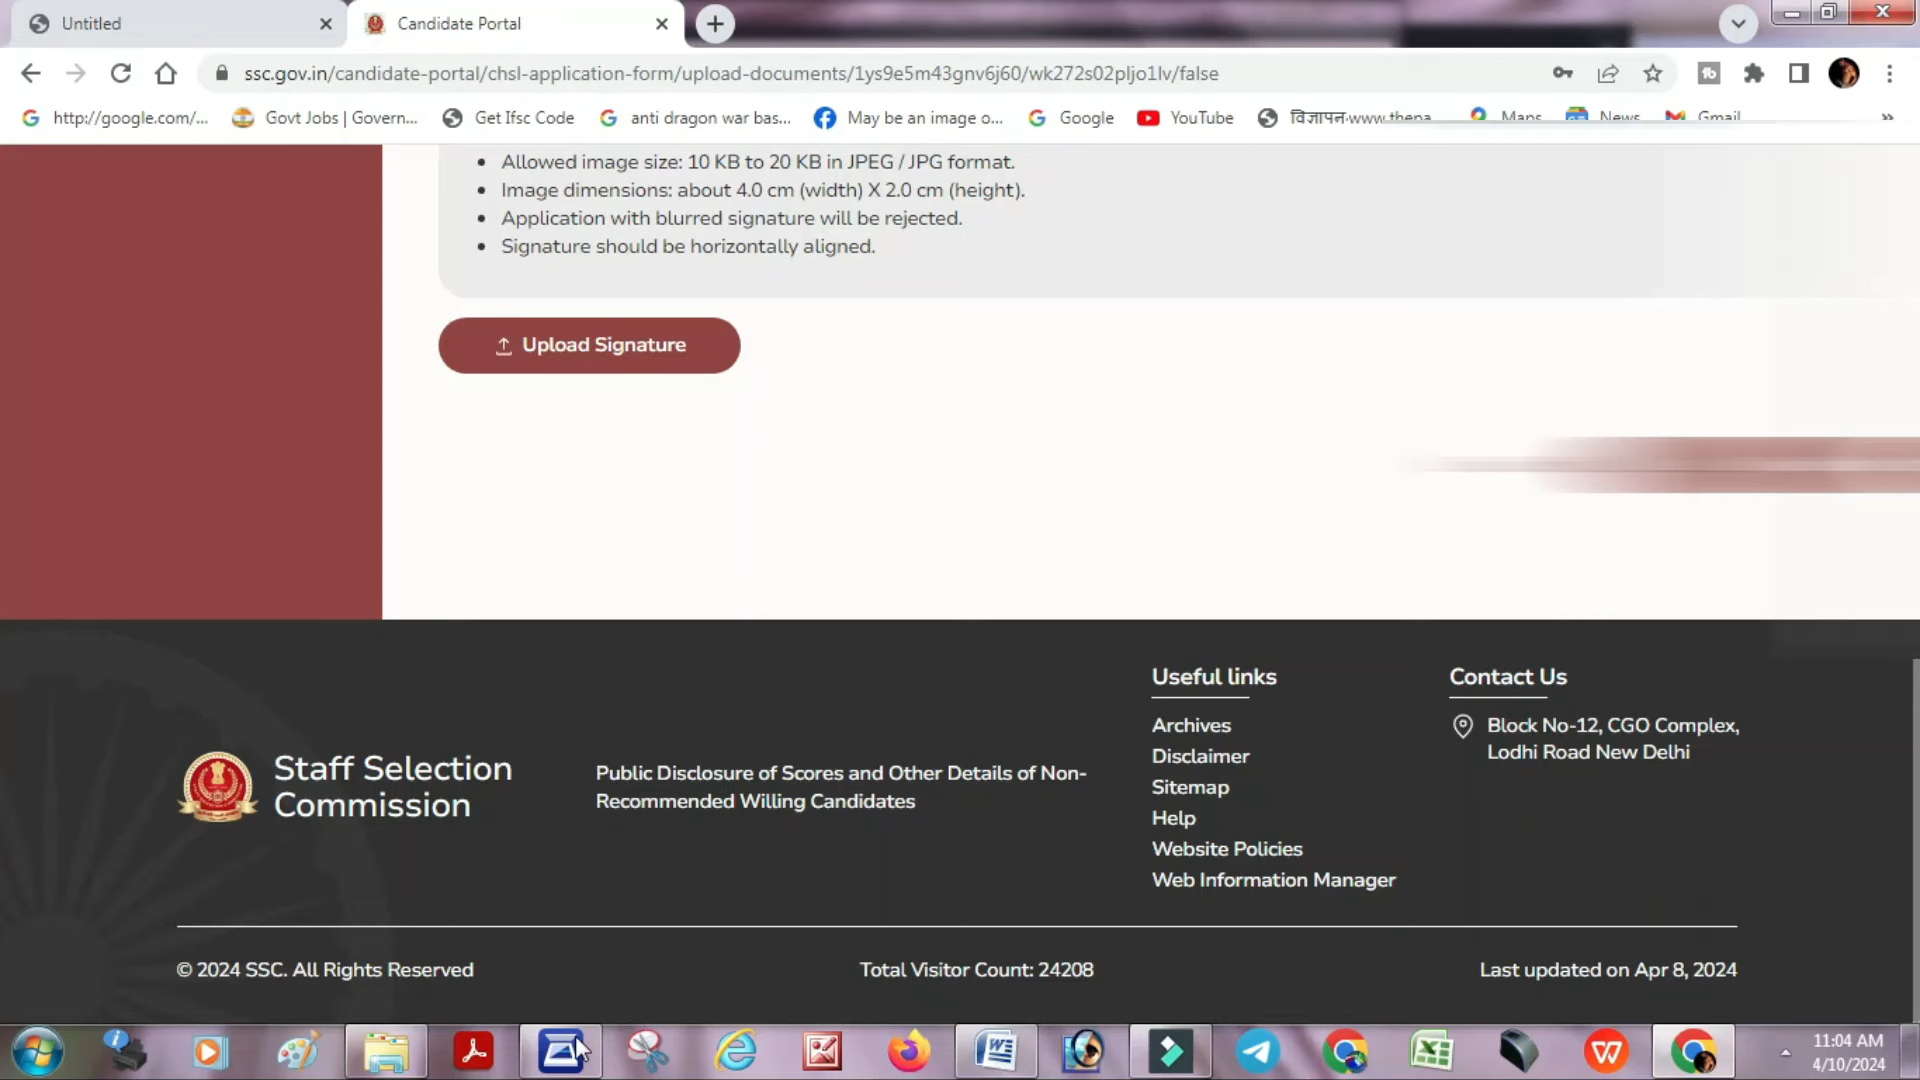 Untitled
Candidate Portal
ssc.gov.in/candidate-portal/chsl-application-form/upload-documents/1ys9e5m43gnv6j60/wk272s02pljo1lv/false
http://google.com/... Govt Jobs | Govern... Get Ifsc Code anti dragon war bas... May be an image o... Google YouTube विज्ञापन-www.thepa Maps News Gmail »
• Allowed image size: 10 KB to 20 KB in JPEG / JPG format.
• Image dimensions: about 4.0 cm (width) X 2.0 cm (height).
• Application with blurred signature will be rejected.
• Signature should be horizontally aligned.
Upload Signature
Staff Selection
Commission
Public Disclosure of Scores and Other Details of Non-
Recommended Willing Candidates
Useful links
Archives
Disclaimer
Sitemap
Help
Website Policies
Web Information Manager
Contact Us
Block No-12, CGO Complex,
Lodhi Road New Delhi
© 2024 SSC. All Rights Reserved
Total Visitor Count: 24208
Last updated on Apr 8, 2024
11:04 AM
4/10/2024